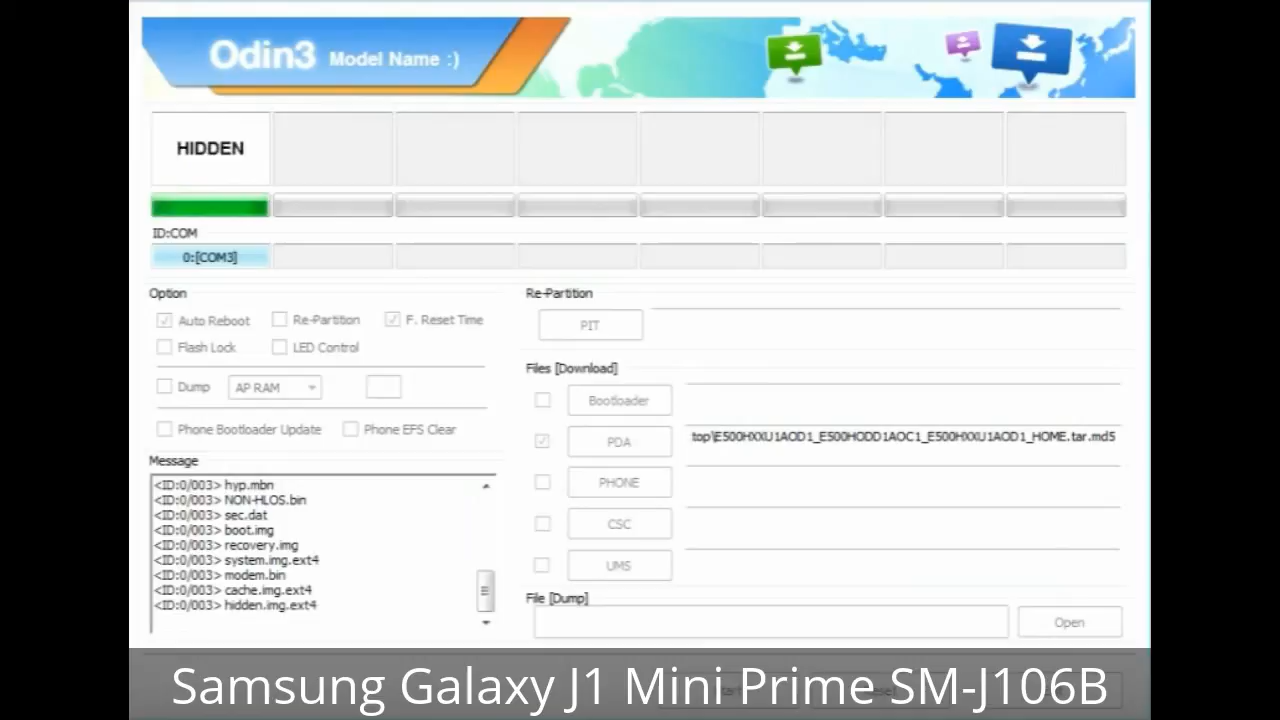 Odin3 Model Name :)
HIDDEN
ID:COM
0:[COM3]
Option
Auto Reboot Re-Partition F. Reset Time
Flash Lock LED Control
Dump AP RAM
Phone Bootloader Update Phone EFS Clear
Message
<ID:0/003> hyp.mbn
<ID:0/003> NON-HLOS.bin
<ID:0/003> sec.dat
<ID:0/003> boot.img
<ID:0/003> recovery.img
<ID:0/003> system.img.ext4
<ID:0/003> modem.bin
<ID:0/003> cache.img.ext4
<ID:0/003> hidden.img.ext4
Re-Partition
PIT
Files [Download]
Bootloader
PDA top\E500HXXU1AOD1_E500HODD1AOC1_E500HXXU1AOD1_HOME.tar.md5
PHONE
CSC
UMS
File [Dump]
Open
Samsung Galaxy J1 Mini Prime SM-J106B